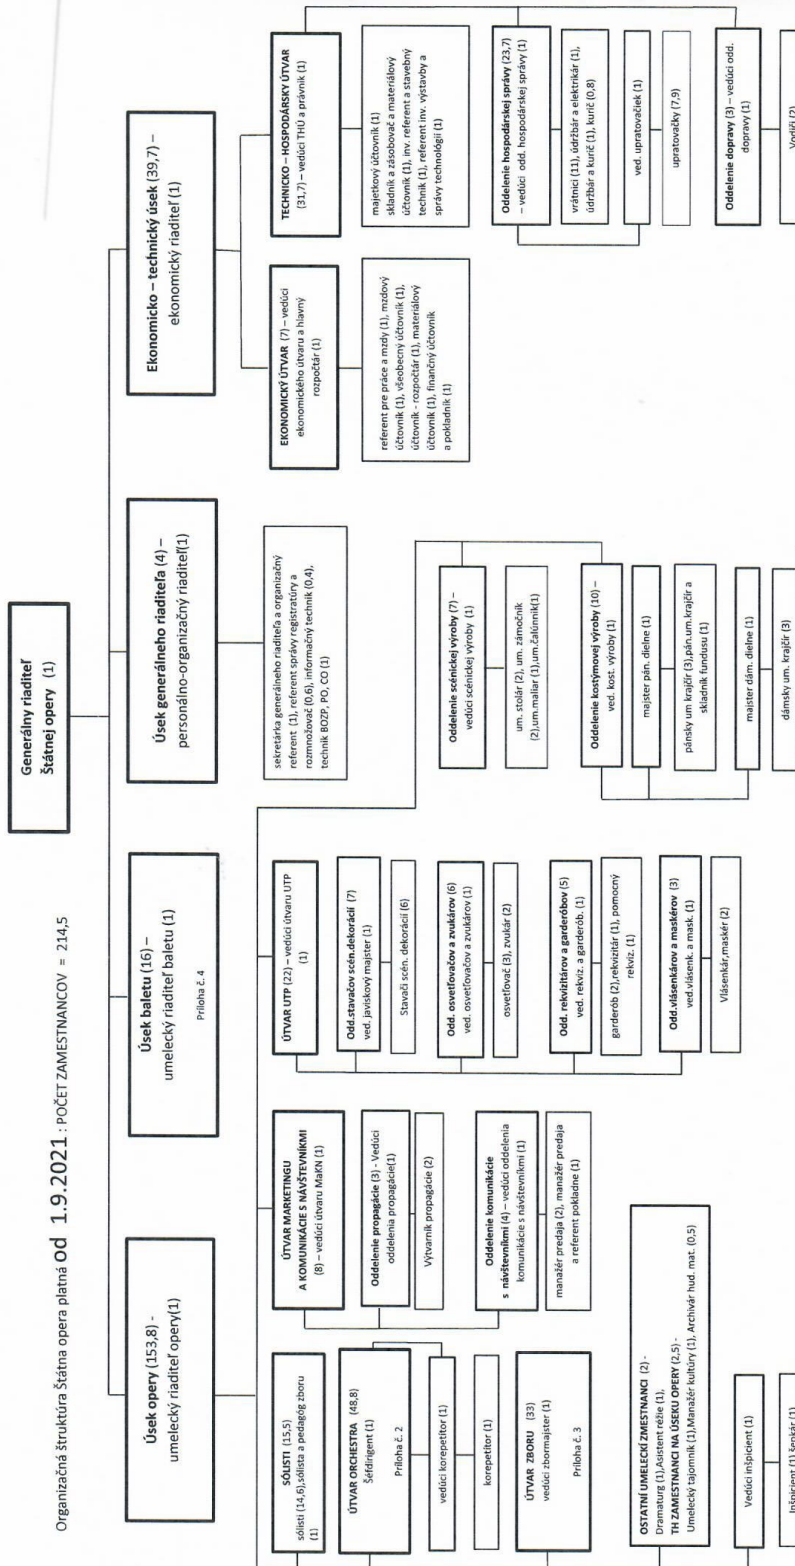 Organizačná štruktúra Štátna opera platná od 1.9.2021 : POČET ZAMESTNANCOV = 214,5
Generálny riaditeľ
Štátnej opery (1)
Úsek opery (153,8) -
umelecký riaditeľ opery(1)
Úsek baletu (16) –
umelecký riaditeľ baletu (1)
Príloha č. 4
Úsek generálneho riaditeľa (4) –
personálno-organizačný riaditeľ(1)
Ekonomicko – technický úsek (39,7) –
ekonomický riaditeľ (1)
SÓLISTI (15,5)
sólisti (14,6),sólista a pedagóg zboru
(1)
ÚTVAR ORCHESTRA (48,8)
Šéfdirigent (1)
Príloha č. 2
vedúci korepetitor (1)
korepetitor (1)
ÚTVAR ZBORU (33)
vedúci zbormajster (1)
Príloha č. 3
OSTATNÍ UMELECKÍ ZMESTNANCI (2) -
Dramaturg (1),Asistent réžie (1),
TH ZAMESTNANCI NA ÚSEKU OPERY (2,5) -
Umelecký tajomník (1),Manažér kultúry (1), Archivár hud. mat. (0,5)
Vedúci inšpicient (1)
Inšpicient (1),šepkár (1)
ÚTVAR MARKETINGU
A KOMUNIKÁCIE S NÁVŠTEVNÍKMI
(8) – vedúci útvaru MaKN (1)
Oddelenie propagácie (3) - Vedúci
oddelenia propagácie(1)
Výtvarník propagácie (2)
Oddelenie komunikácie
s návštevníkmi (4) – vedúci oddelenia
komunikácie s návštevníkmi (1)
manažér predaja (2), manažér predaja
a referent pokladne (1)
ÚTVAR UTP (22) – vedúci útvaru UTP
(1)
Odd.stavačov scén.dekorácií (7)
ved. javiskový majster (1)
Stavači scén. dekorácií (6)
Odd. osvetľovačov a zvukárov (6)
ved. osvetľovačov a zvukárov (1)
osvetľovač (3), zvukár (2)
Odd. rekvizitárov a garderóbov (5)
ved. rekvíz. a garderób. (1)
garderób (2),rekvizitár (1), pomocný
rekvíz. (1)
Odd.vlásenkárov a maskérov (3)
ved.vlásenk. a mask. (1)
Vlásenkár,maskér (2)
sekretárka generálneho riaditeľa a organizačný
referent (1), referent správy registratúry a
rozmnožovač (0,6), informačný technik (0,4),
technik BOZP, PO, CO (1)
Oddelenie scénickej výroby (7) –
vedúci scénickej výroby (1)
um. stolár (2), um. zámočník
(2),um.maliar (1),um.čalúnnik(1)
Oddelenie kostýmovej výroby (10) –
ved. kost. výroby (1)
majster pán. dielne (1)
pánsky um krajčír (3),pán.um.krajčír a
skladník fundusu (1)
majster dám. dielne (1)
dámsky um. krajčír (3)
EKONOMICKÝ ÚTVAR (7) – vedúci
ekonomického útvaru a hlavný
rozpočtár (1)
referent pre práce a mzdy (1), mzdový
účtovník (1), všeobecný účtovník (1),
účtovník - rozpočtár (1), materiálový
účtovník (1), finančný účtovník
a pokladník (1)
TECHNICKO – HOSPODÁRSKY ÚTVAR
(31,7) – vedúci THÚ a právnik (1)
majetkový účtovník (1)
skladník a zásobovač a materiálový
účtovník (1), inv. referent a stavebný
technik (1), referent inv. výstavby a
správy technológií (1)
Oddelenie hospodárskej správy (23,7)
– vedúci odd. hospodárskej správy (1)
vrátnici (11), údržbár a elektrikár (1),
údržbár a kurič (1), kurič (0,8)
ved. upratovačiek (1)
upratovačky (7,9)
Oddelenie dopravy (3) – vedúci odd.
dopravy (1)
Vodiči (2)